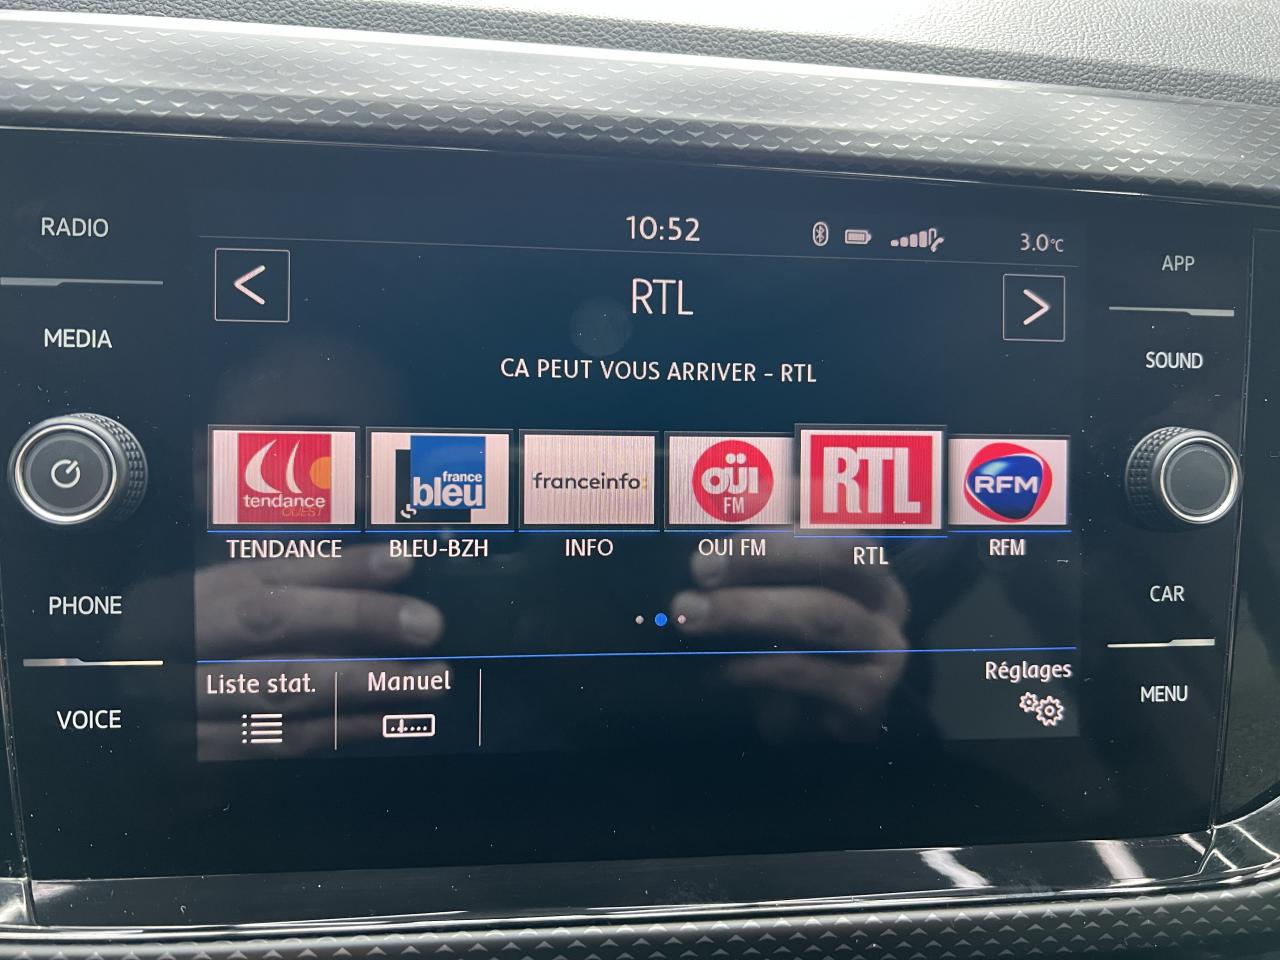 RADIO
MEDIA
PHONE
VOICE
10:52
3.0°C
<
RTL
>
CA PEUT VOUS ARRIVER - RTL
tendance
OUEST
france
bleu
franceinfo:
OÜI
FM
RTL
RFM
TENDANCE
BLEU-BZH
INFO
OUI FM
RTL
RFM
Liste stat.
Manuel
Réglages
APP
SOUND
CAR
MENU